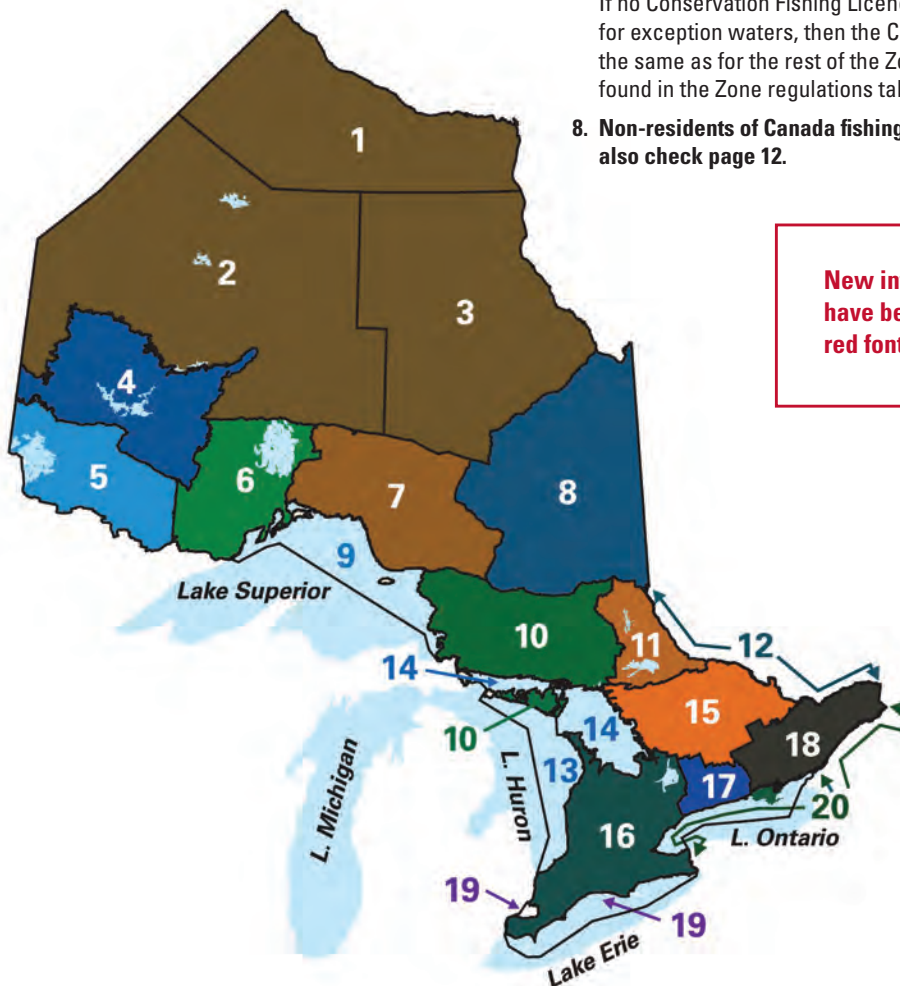 If no Conservation Fishing Licenc
for exception waters, then the C
the same as for the rest of the Zo
found in the Zone regulations tal
8. Non-residents of Canada fishing
also check page 12.
New in
have be
red font
1
2
3
4
5
6
7
8
9
Lake Superior
10
11
12
14
10
14
15
18
13
17
20
L. Michigan
L. Huron
16
L. Ontario
19
19
Lake Erie